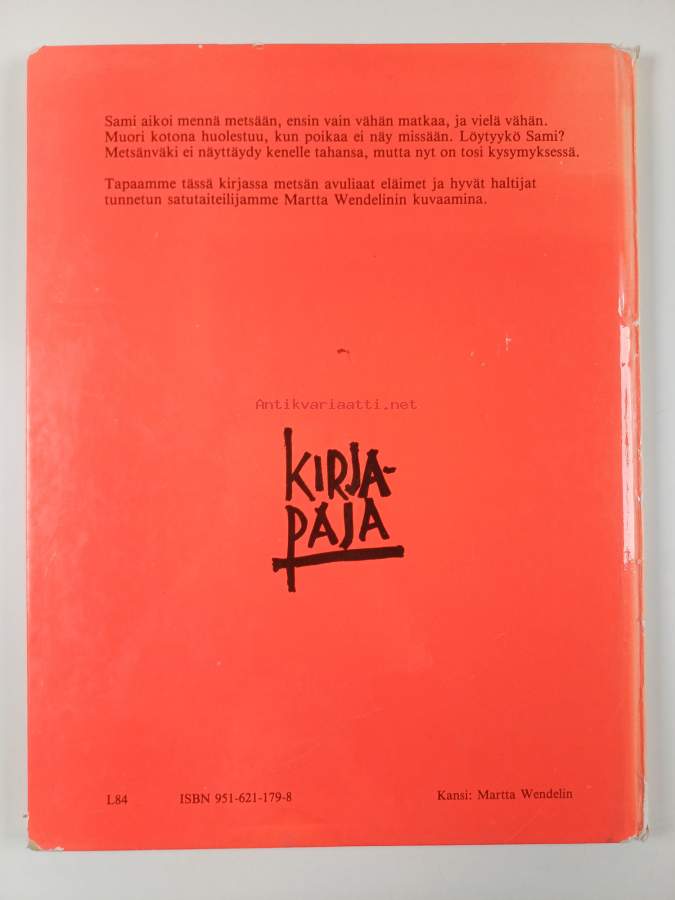 Sami aikoi mennä metsään, ensin vain vähän matkaa, ja vielä vähän.
Muori kotona huolestuu, kun poikaa ei näy missään. Löytyykö Sami?
Metsänväki ei näyttäydy kenelle tahansa, mutta nyt on tosi kysymyksessä.
Tapaamme tässä kirjassa metsän avuliaat eläimet ja hyvät haltijat
tunnetun satutaiteilijamme Martta Wendelinin kuvaamina.
Antikvariaatti.net
KIRJA-
PAJA
L84 ISBN 951-621-179-8 Kansi: Martta Wendelin